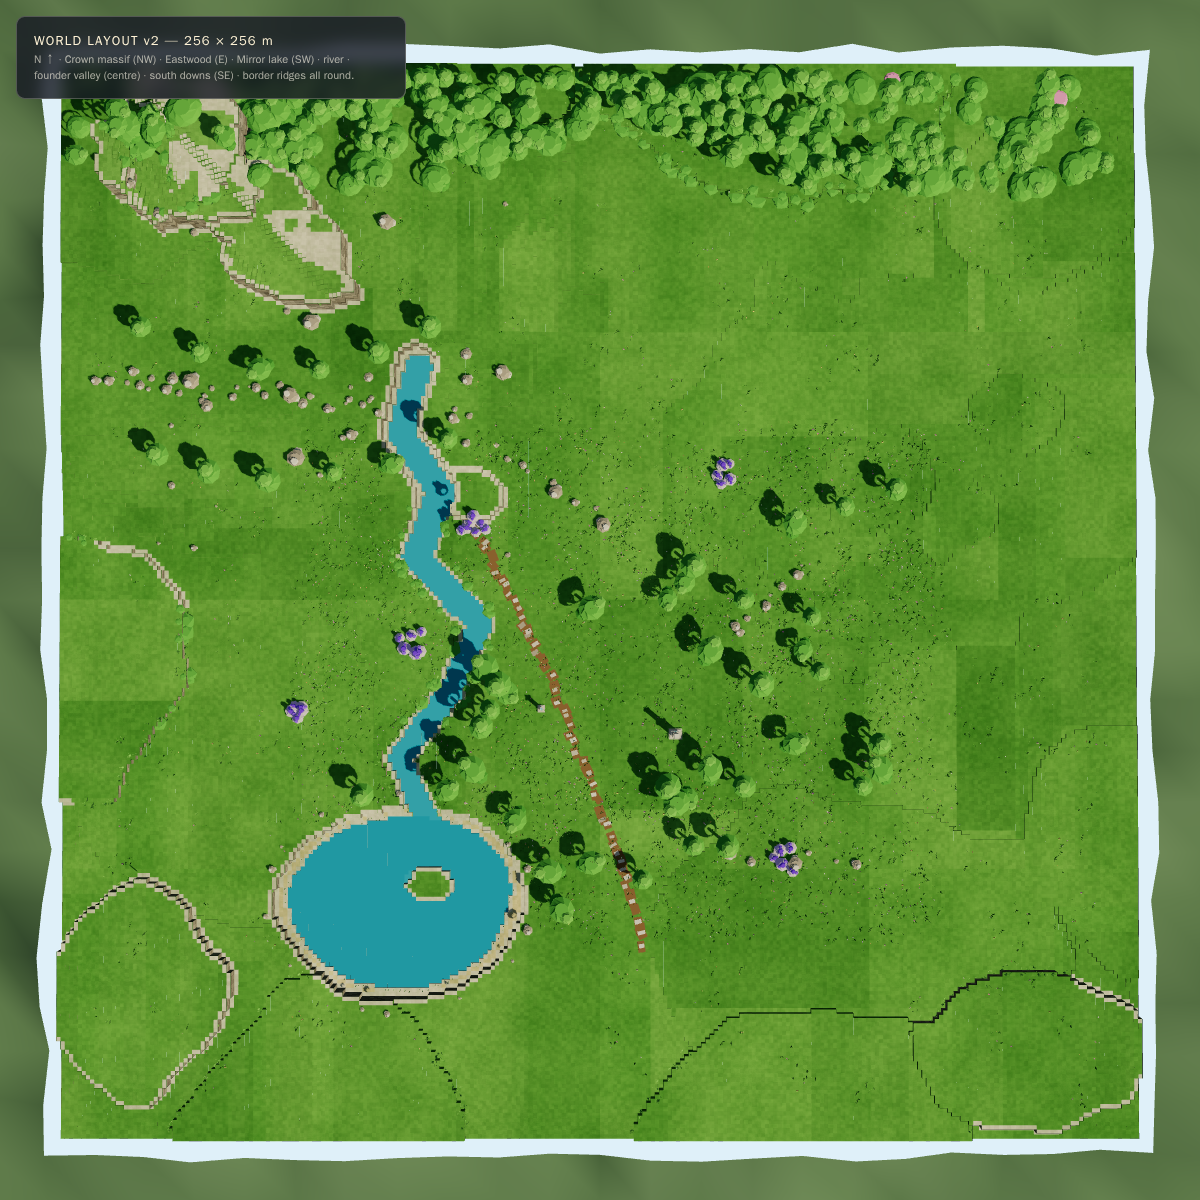 WORLD LAYOUT v2 — 256 × 256 m
N ↑ · Crown massif (NW) · Eastwood (E) · Mirror lake (SW) · river ·
founder valley (centre) · south downs (SE) · border ridges all round.